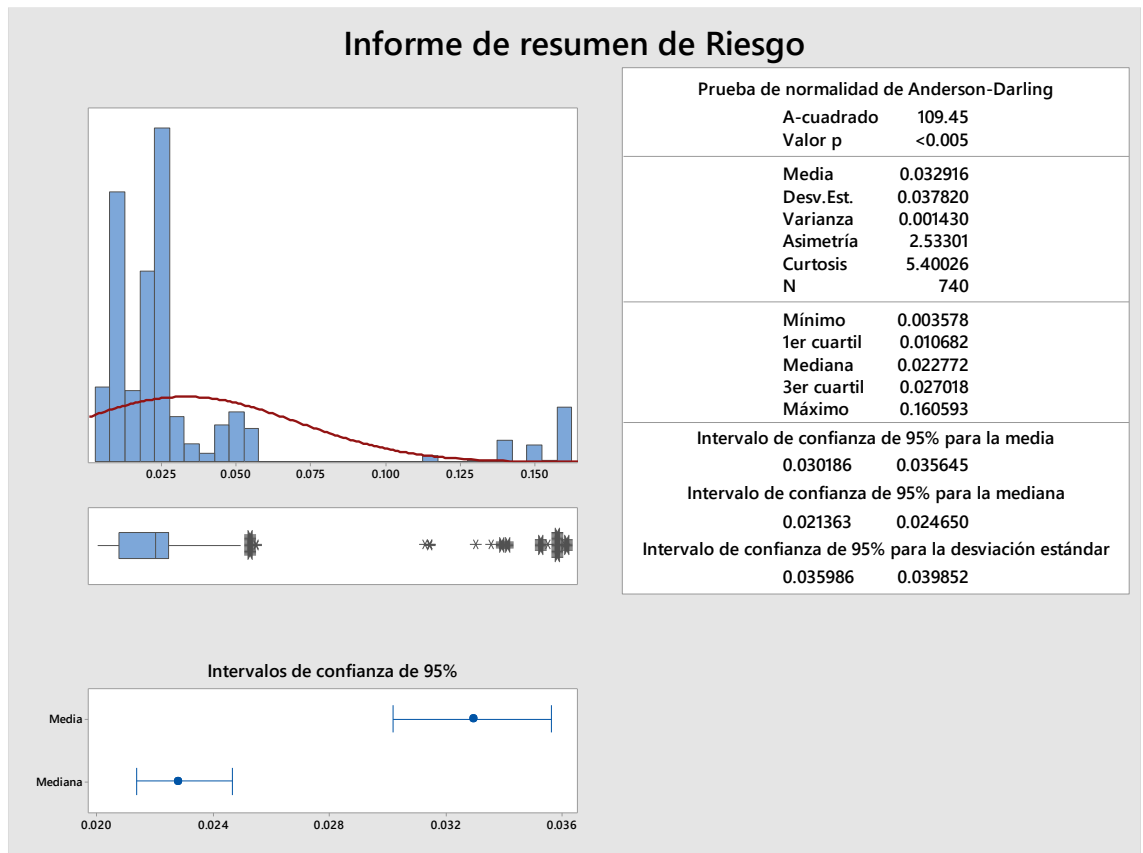 Informe de resumen de Riesgo
0.025 0.050 0.075 0.100 0.125 0.150
Intervalos de confianza de 95%
Media
Mediana
0.020 0.024 0.028 0.032 0.036
Prueba de normalidad de Anderson-Darling
A-cuadrado 109.45
Valor p <0.005
Media 0.032916
Desv.Est. 0.037820
Varianza 0.001430
Asimetría 2.53301
Curtosis 5.40026
N 740
Mínimo 0.003578
1er cuartil 0.010682
Mediana 0.022772
3er cuartil 0.027018
Máximo 0.160593
Intervalo de confianza de 95% para la media
0.030186 0.035645
Intervalo de confianza de 95% para la mediana
0.021363 0.024650
Intervalo de confianza de 95% para la desviación estándar
0.035986 0.039852